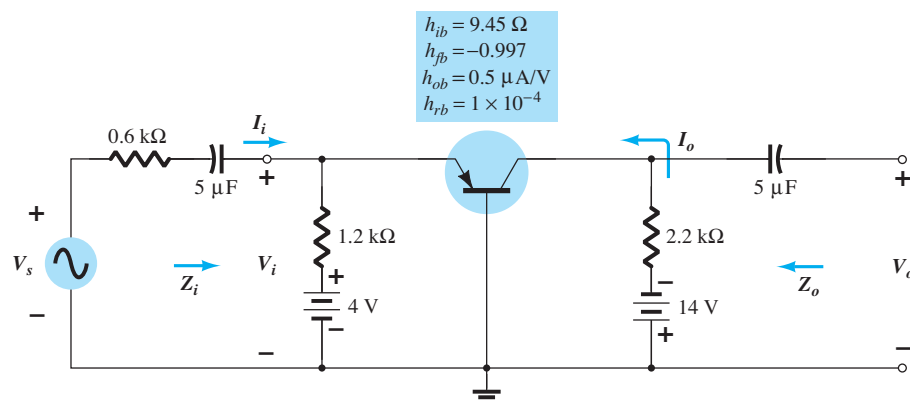 h_ib = 9.45 Ω
h_fb = −0.997
h_ob = 0.5 μA/V
h_rb = 1 × 10⁻⁴
0.6 kΩ
I_i
I_o
5 μF
+
5 μF
+
+
1.2 kΩ
2.2 kΩ
V_s
Z_i
V_i
+
−
Z_o
V_o
−
4 V
−
14 V
+
−
−